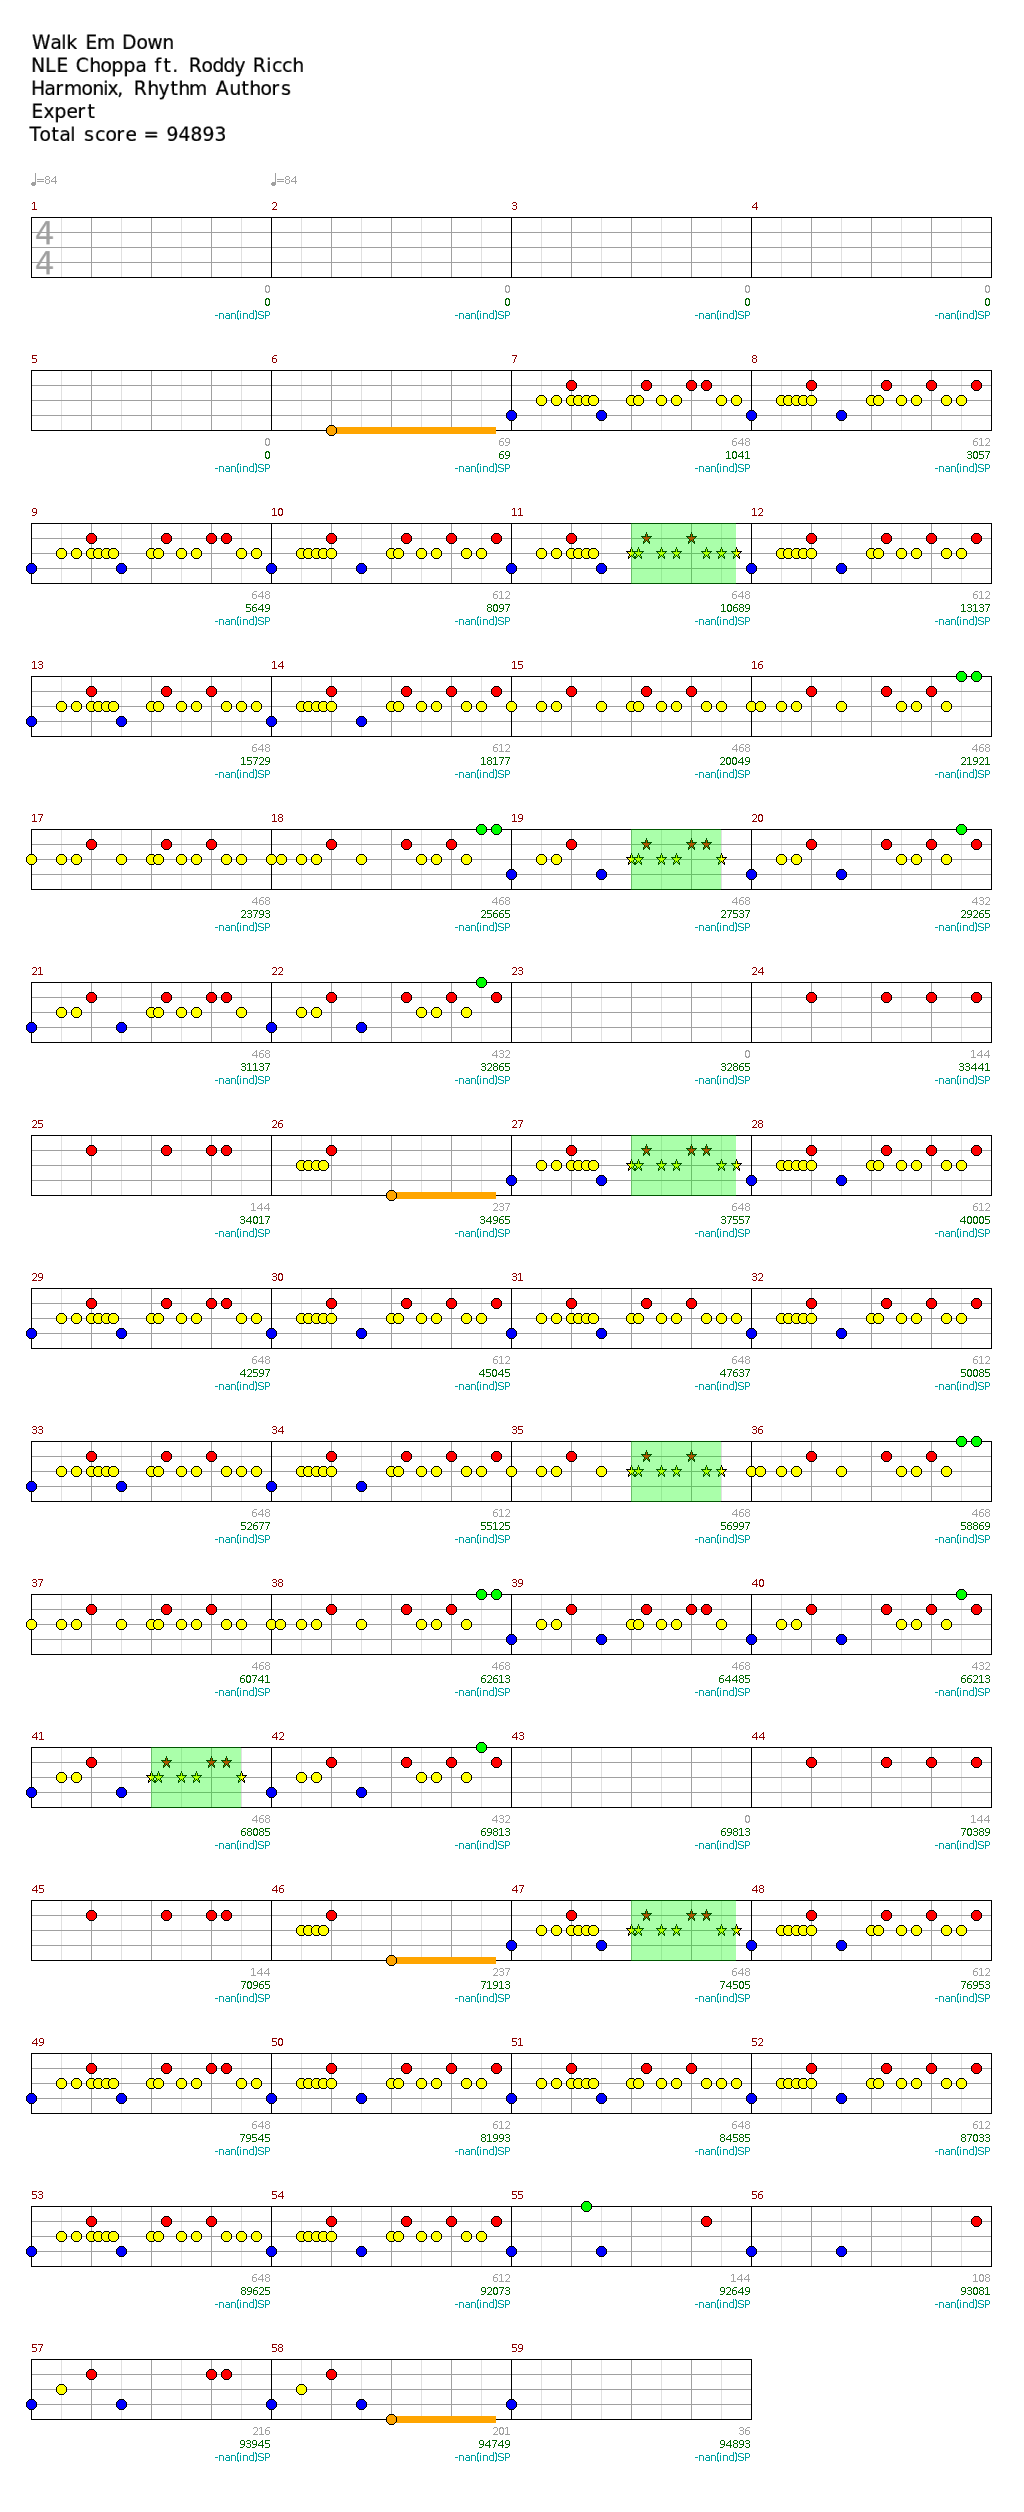 Walk Em Down
NLE Choppa ft. Roddy Ricch
Harmonix, Rhythm Authors
Expert
Total score = 94893
♩=84 ♩=84
1 2 3 4
4
4
0 0 0 0
0 0 0 0
-nan(ind)SP -nan(ind)SP -nan(ind)SP -nan(ind)SP
5 6 7 8
0 69 648 612
0 69 1041 3057
-nan(ind)SP -nan(ind)SP -nan(ind)SP -nan(ind)SP
9 10 11 12
648 612 648 612
5649 8097 10689 13137
-nan(ind)SP -nan(ind)SP -nan(ind)SP -nan(ind)SP
13 14 15 16
648 612 468 468
15729 18177 20049 21921
-nan(ind)SP -nan(ind)SP -nan(ind)SP -nan(ind)SP
17 18 19 20
468 468 468 432
23793 25665 27537 29265
-nan(ind)SP -nan(ind)SP -nan(ind)SP -nan(ind)SP
21 22 23 24
468 432 0 144
31137 32865 32865 33441
-nan(ind)SP -nan(ind)SP -nan(ind)SP -nan(ind)SP
25 26 27 28
144 237 648 612
34017 34965 37557 40005
-nan(ind)SP -nan(ind)SP -nan(ind)SP -nan(ind)SP
29 30 31 32
648 612 648 612
42597 45045 47637 50085
-nan(ind)SP -nan(ind)SP -nan(ind)SP -nan(ind)SP
33 34 35 36
648 612 468 468
52677 55125 56997 58869
-nan(ind)SP -nan(ind)SP -nan(ind)SP -nan(ind)SP
37 38 39 40
468 468 468 432
60741 62613 64485 66213
-nan(ind)SP -nan(ind)SP -nan(ind)SP -nan(ind)SP
41 42 43 44
468 432 0 144
68085 69813 69813 70389
-nan(ind)SP -nan(ind)SP -nan(ind)SP -nan(ind)SP
45 46 47 48
144 237 648 612
70965 71913 74505 76953
-nan(ind)SP -nan(ind)SP -nan(ind)SP -nan(ind)SP
49 50 51 52
648 612 648 612
79545 81993 84585 87033
-nan(ind)SP -nan(ind)SP -nan(ind)SP -nan(ind)SP
53 54 55 56
648 612 144 108
89625 92073 92649 93081
-nan(ind)SP -nan(ind)SP -nan(ind)SP -nan(ind)SP
57 58 59
216 201 36
93945 94749 94893
-nan(ind)SP -nan(ind)SP -nan(ind)SP